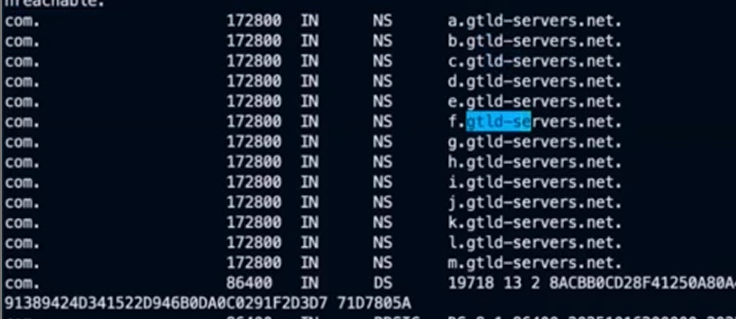 nreachable.
com. 172800 IN NS a.gtld-servers.net.
com. 172800 IN NS b.gtld-servers.net.
com. 172800 IN NS c.gtld-servers.net.
com. 172800 IN NS d.gtld-servers.net.
com. 172800 IN NS e.gtld-servers.net.
com. 172800 IN NS f.gtld-servers.net.
com. 172800 IN NS g.gtld-servers.net.
com. 172800 IN NS h.gtld-servers.net.
com. 172800 IN NS i.gtld-servers.net.
com. 172800 IN NS j.gtld-servers.net.
com. 172800 IN NS k.gtld-servers.net.
com. 172800 IN NS l.gtld-servers.net.
com. 172800 IN NS m.gtld-servers.net.
com. 86400 IN DS 19718 13 2 8ACBB0CD28F41250A80A4
91389424D341522D946B0DA0C0291F2D3D7 71D7805A